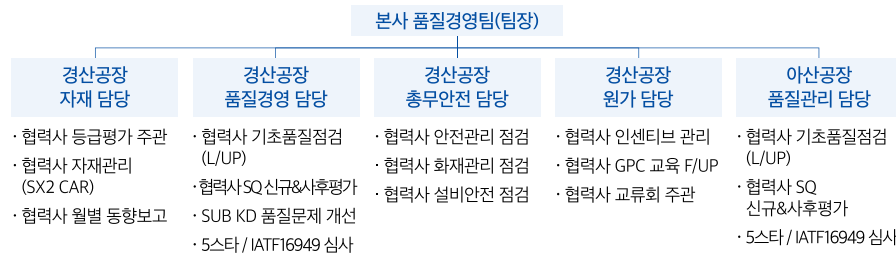 본사 품질경영팀(팀장)
경산공장
자재 담당
· 협력사 등급평가 주관
· 협력사 자재관리
(SX2 CAR)
· 협력사 월별 동향보고
경산공장
품질경영 담당
· 협력사 기초품질점검
(L/UP)
· 협력사 SQ 신규&사후평가
· SUB KD 품질문제 개선
· 5스타 / IATF16949 심사
경산공장
총무안전 담당
· 협력사 안전관리 점검
· 협력사 화재관리 점검
· 협력사 설비안전 점검
경산공장
원가 담당
· 협력사 인센티브 관리
· 협력사 GPC 교육 F/UP
· 협력사 교류회 주관
아산공장
품질관리 담당
· 협력사 기초품질점검
(L/UP)
· 협력사 SQ
신규&사후평가
· 5스타 / IATF16949 심사